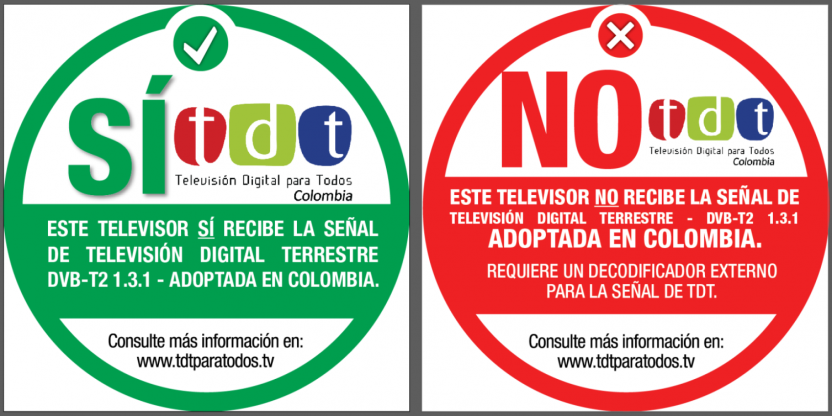 SÍ tdt
Televisión Digital para Todos
Colombia
ESTE TELEVISOR SÍ RECIBE LA SEÑAL
DE TELEVISIÓN DIGITAL TERRESTRE
DVB-T2 1.3.1 - ADOPTADA EN COLOMBIA.
Consulte más información en:
www.tdtparatodos.tv
NO tdt
Televisión Digital para Todos
Colombia
ESTE TELEVISOR NO RECIBE LA SEÑAL DE
TELEVISIÓN DIGITAL TERRESTRE - DVB-T2 1.3.1
ADOPTADA EN COLOMBIA.
REQUIERE UN DECODIFICADOR EXTERNO
PARA LA SEÑAL DE TDT.
Consulte más información en:
www.tdtparatodos.tv